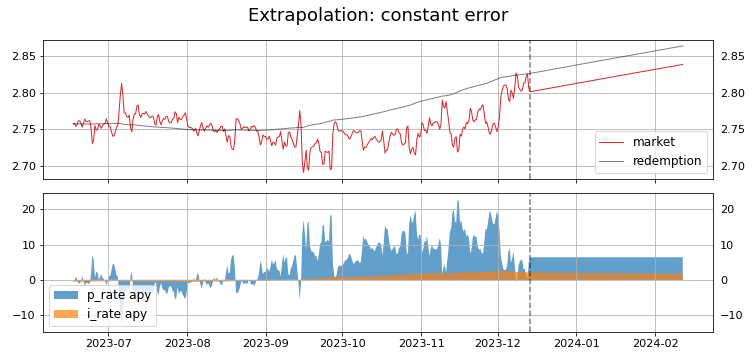 Extrapolation: constant error
2.85 2.85
2.80 2.80
2.75 2.75
2.70 2.70
market
redemption
20 20
10 10
0 0
−10 −10
p_rate apy
i_rate apy
2023-07 2023-08 2023-09 2023-10 2023-11 2023-12 2024-01 2024-02